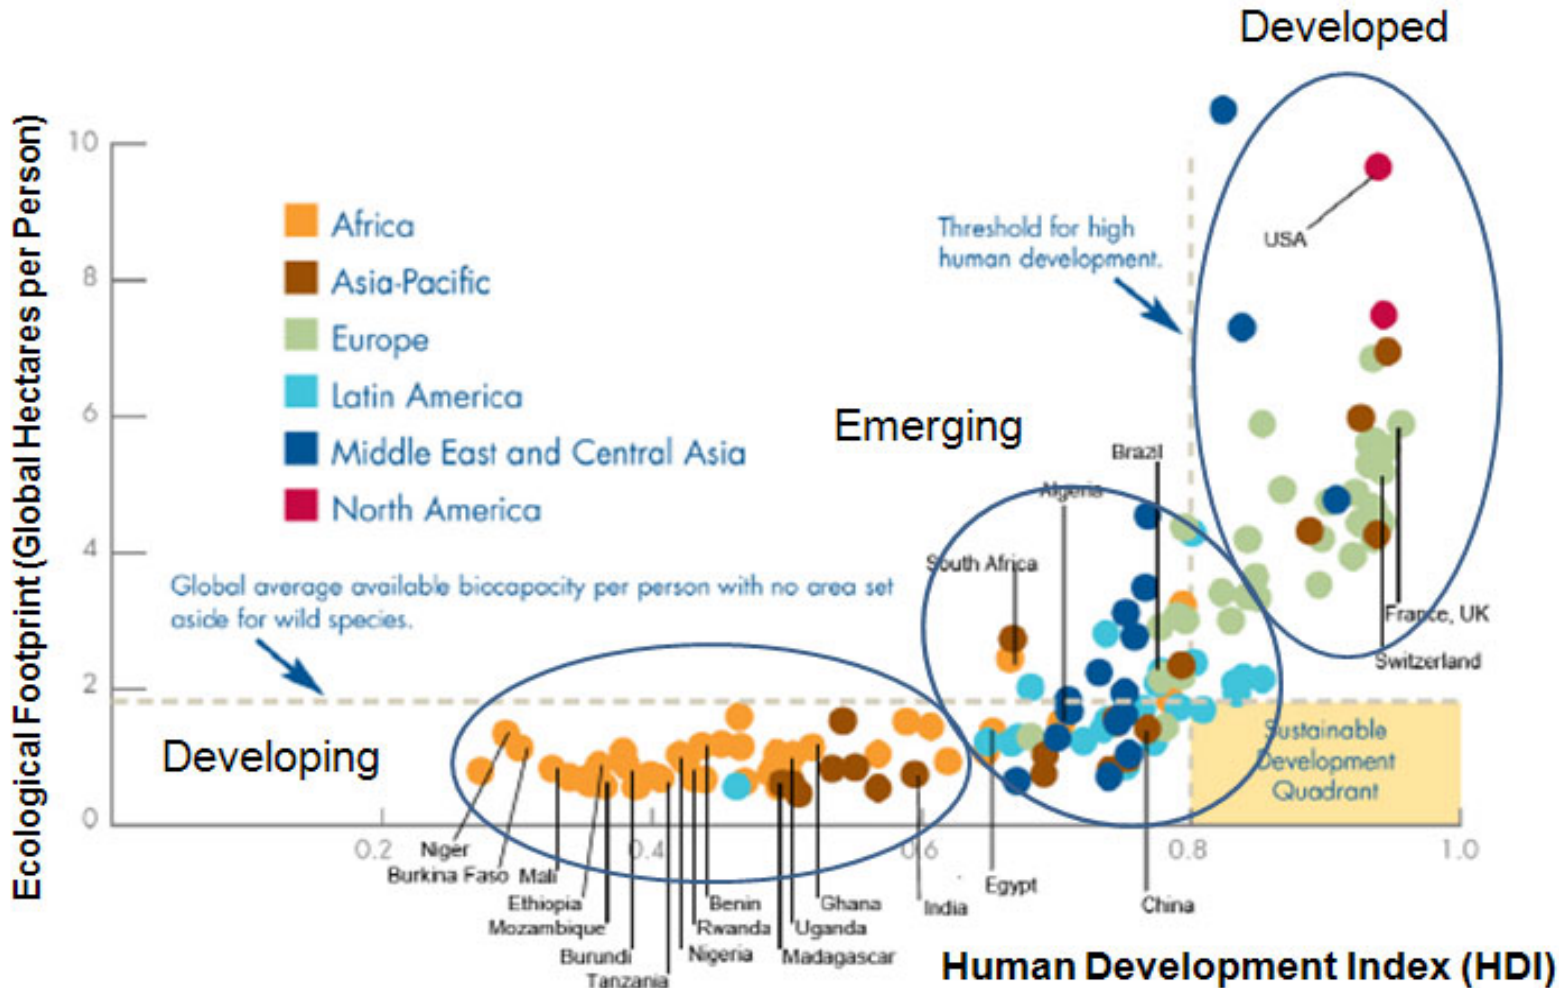 Developed
Ecological Footprint (Global Hectares per Person)
10
8
6
4
2
0
Africa
Asia-Pacific
Europe
Latin America
Middle East and Central Asia
North America
Threshold for high
human development.
USA
Emerging
Brazil
Algeria
South Africa
Global average available biocapacity per person with no area set
aside for wild species.
France, UK
Switzerland
Developing
Sustainable
Development
Quadrant
0.2
0.4
0.6
0.8
1.0
Niger
Burkina Faso
Mali
Ethiopia
Mozambique
Burundi
Tanzania
Benin
Rwanda
Nigeria
Ghana
Uganda
Madagascar
India
Egypt
China
Human Development Index (HDI)